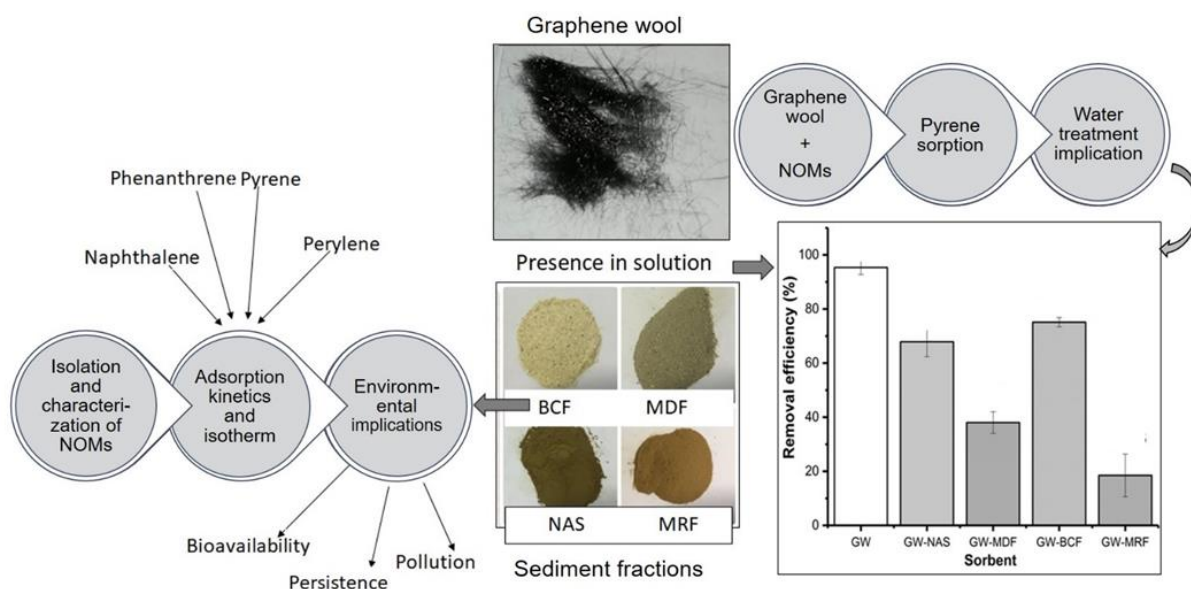 Graphene wool
Graphene
wool
+
NOMs
Pyrene
sorption
Water
treatment
implication
Phenanthrene
Pyrene
Naphthalene
Perylene
Isolation
and
characteri-
zation of
NOMs
Adsorption
kinetics
and
isotherm
Environm-
ental
implications
Bioavailability
Persistence
Pollution
Presence in solution
BCF
MDF
NAS
MRF
Sediment fractions
Removal efficiency (%)
100
80
60
40
20
0
GW
GW-NAS
GW-MDF
GW-BCF
GW-MRF
Sorbent